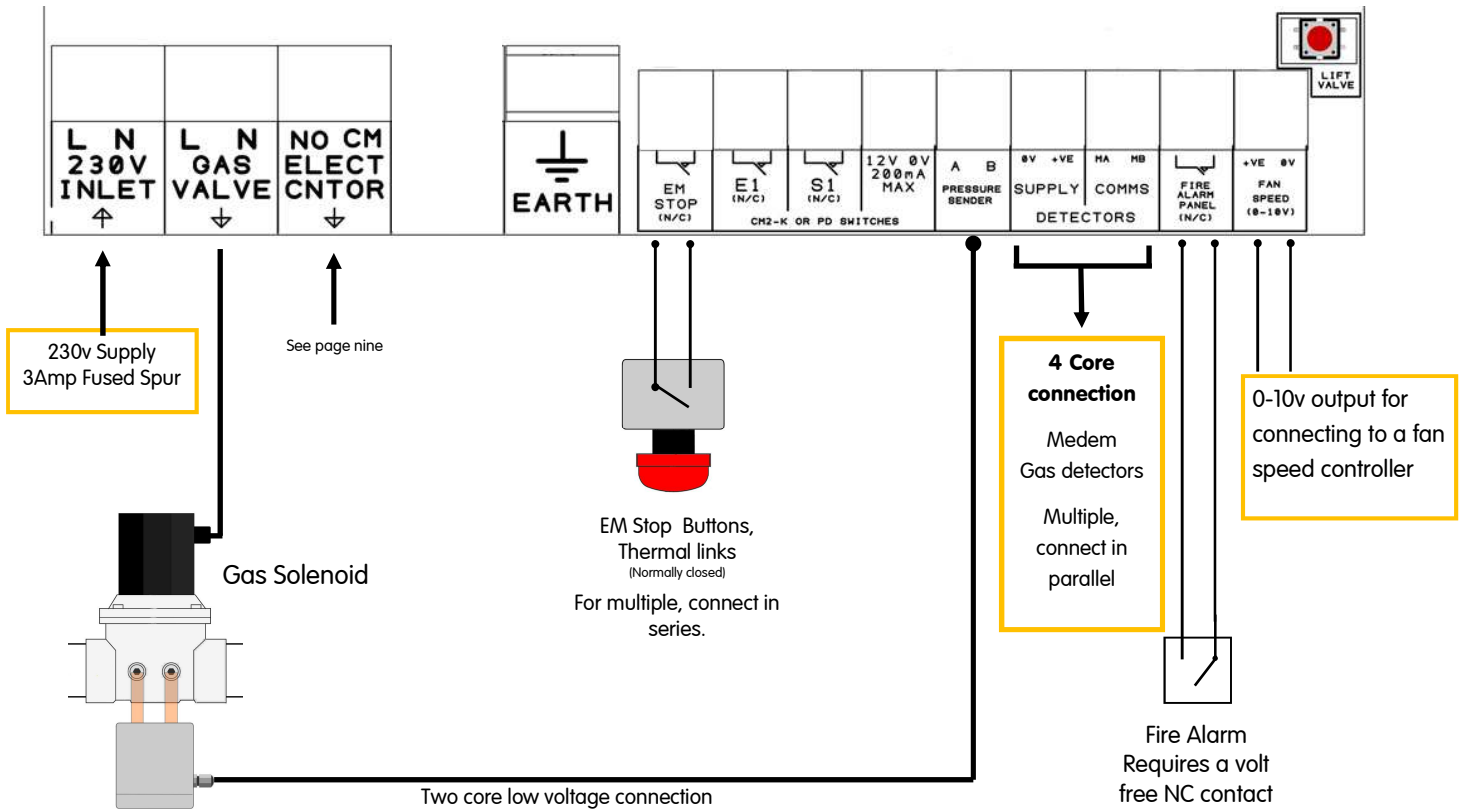 LIFT
VALVE
L N
230V
INLET
L N
GAS
VALVE
NO CM
ELECT
CNTOR
EARTH
EM
STOP
(N/C)
E1
(N/C)
S1
(N/C)
12V 0V
200mA
MAX
CM2-K OR PD SWITCHES
A B
PRESSURE
SENDER
0V +VE
SUPPLY
MA MB
COMMS
DETECTORS
FIRE
ALARM
PANEL
(N/C)
+VE 0V
FAN
SPEED
(0-10V)
230v Supply
3Amp Fused Spur
See page nine
Gas Solenoid
EM Stop Buttons,
Thermal links
(Normally closed)
For multiple, connect in
series.
4 Core
connection
Medem
Gas detectors
Multiple,
connect in
parallel
0-10v output for
connecting to a fan
speed controller
Fire Alarm
Requires a volt
free NC contact
Two core low voltage connection